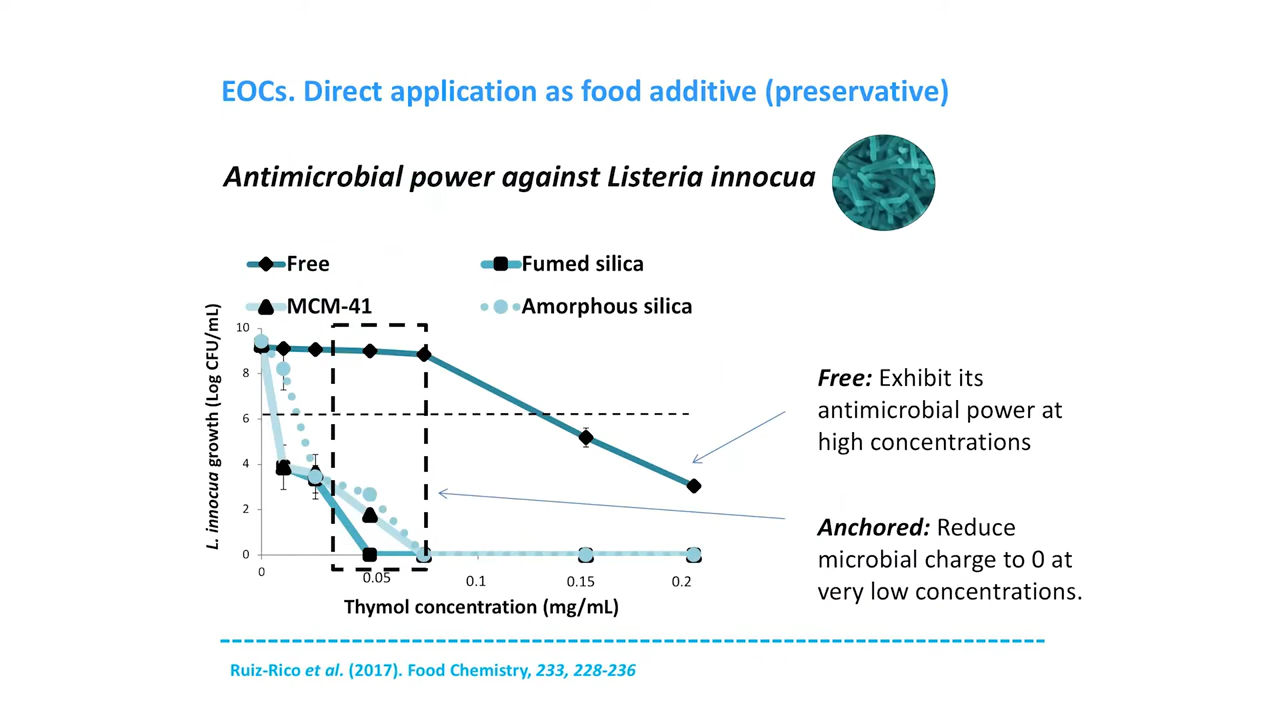 EOCs. Direct application as food additive (preservative)
Antimicrobial power against Listeria innocua
Free
Fumed silica
MCM-41
Amorphous silica
L. innocua growth (Log CFU/mL)
10
8
6
4
2
0
0
0.05
0.1
0.15
0.2
Thymol concentration (mg/mL)
Free: Exhibit its
antimicrobial power at
high concentrations
Anchored: Reduce
microbial charge to 0 at
very low concentrations.
Ruiz-Rico et al. (2017). Food Chemistry, 233, 228-236